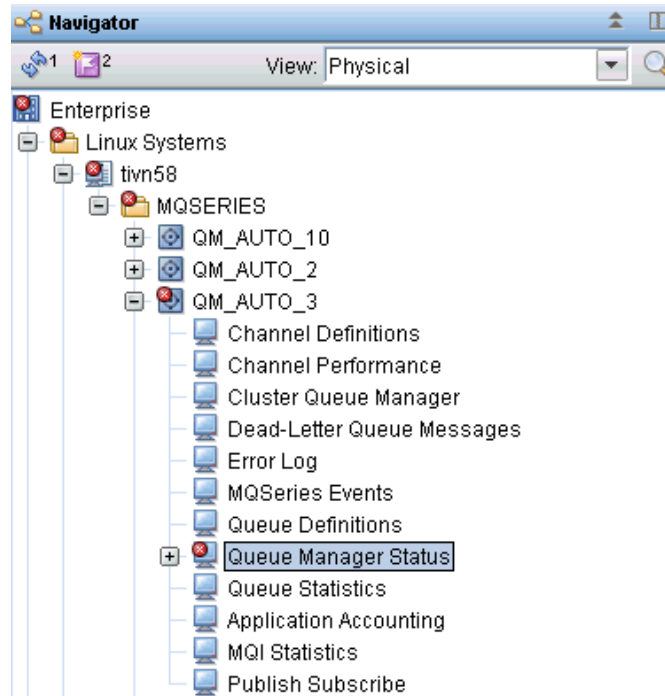 Navigator
1 2 View: Physical
Enterprise
Linux Systems
tivn58
MQSERIES
QM_AUTO_10
QM_AUTO_2
QM_AUTO_3
Channel Definitions
Channel Performance
Cluster Queue Manager
Dead-Letter Queue Messages
Error Log
MQSeries Events
Queue Definitions
Queue Manager Status
Queue Statistics
Application Accounting
MQI Statistics
Publish Subscribe